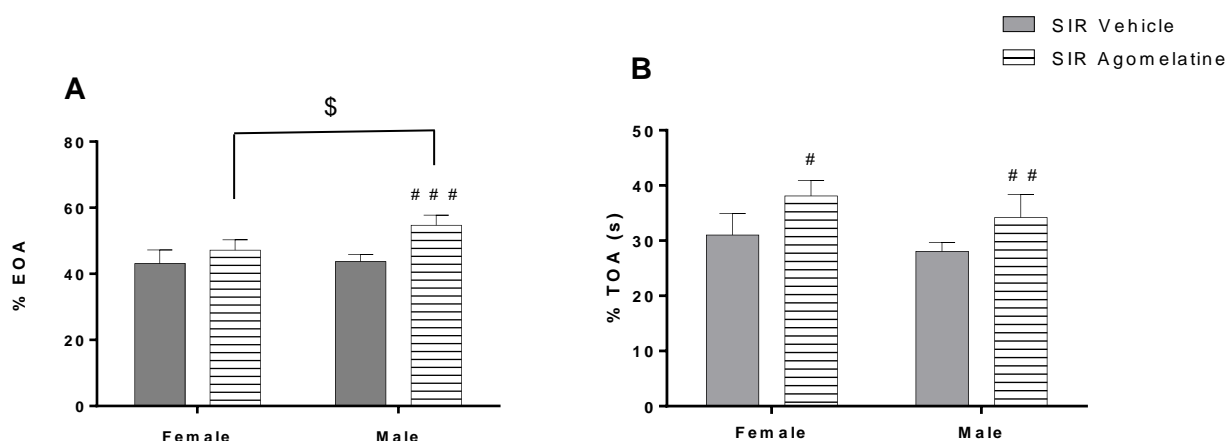 SIR Vehicle
SIR Agomelatine
A
$
% EOA
80
60
40
20
0
# # #
Female
Male
B
% TOA (s)
50
40
30
20
10
0
#
# #
Female
Male